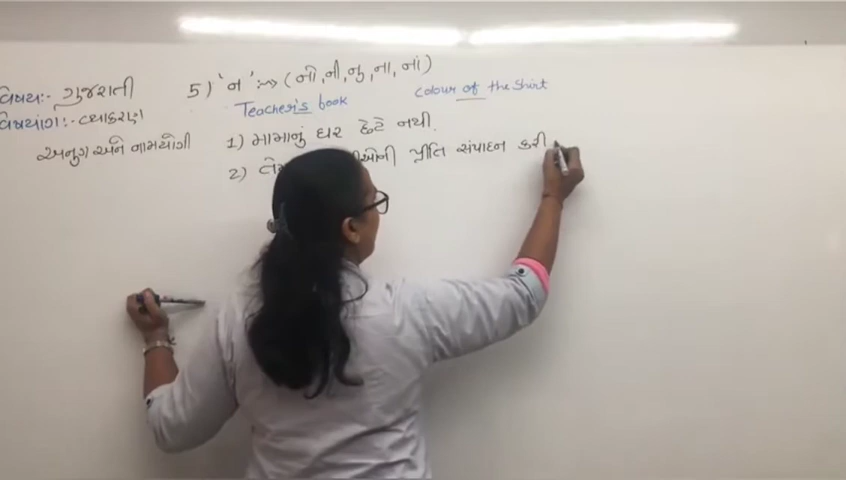 વિષય:- ગુજરાતી
વિષયાંગ:- વ્યાકરણ
અનુગ અને નામયોગી
5) 'ન' :→ (નો, ની, નુ, ના, નાં)
Teacher's book
Colour of the Shirt
1) મામાનું ઘર છેટે નથી.
2) પ્રીતિ સંપાદન કરી